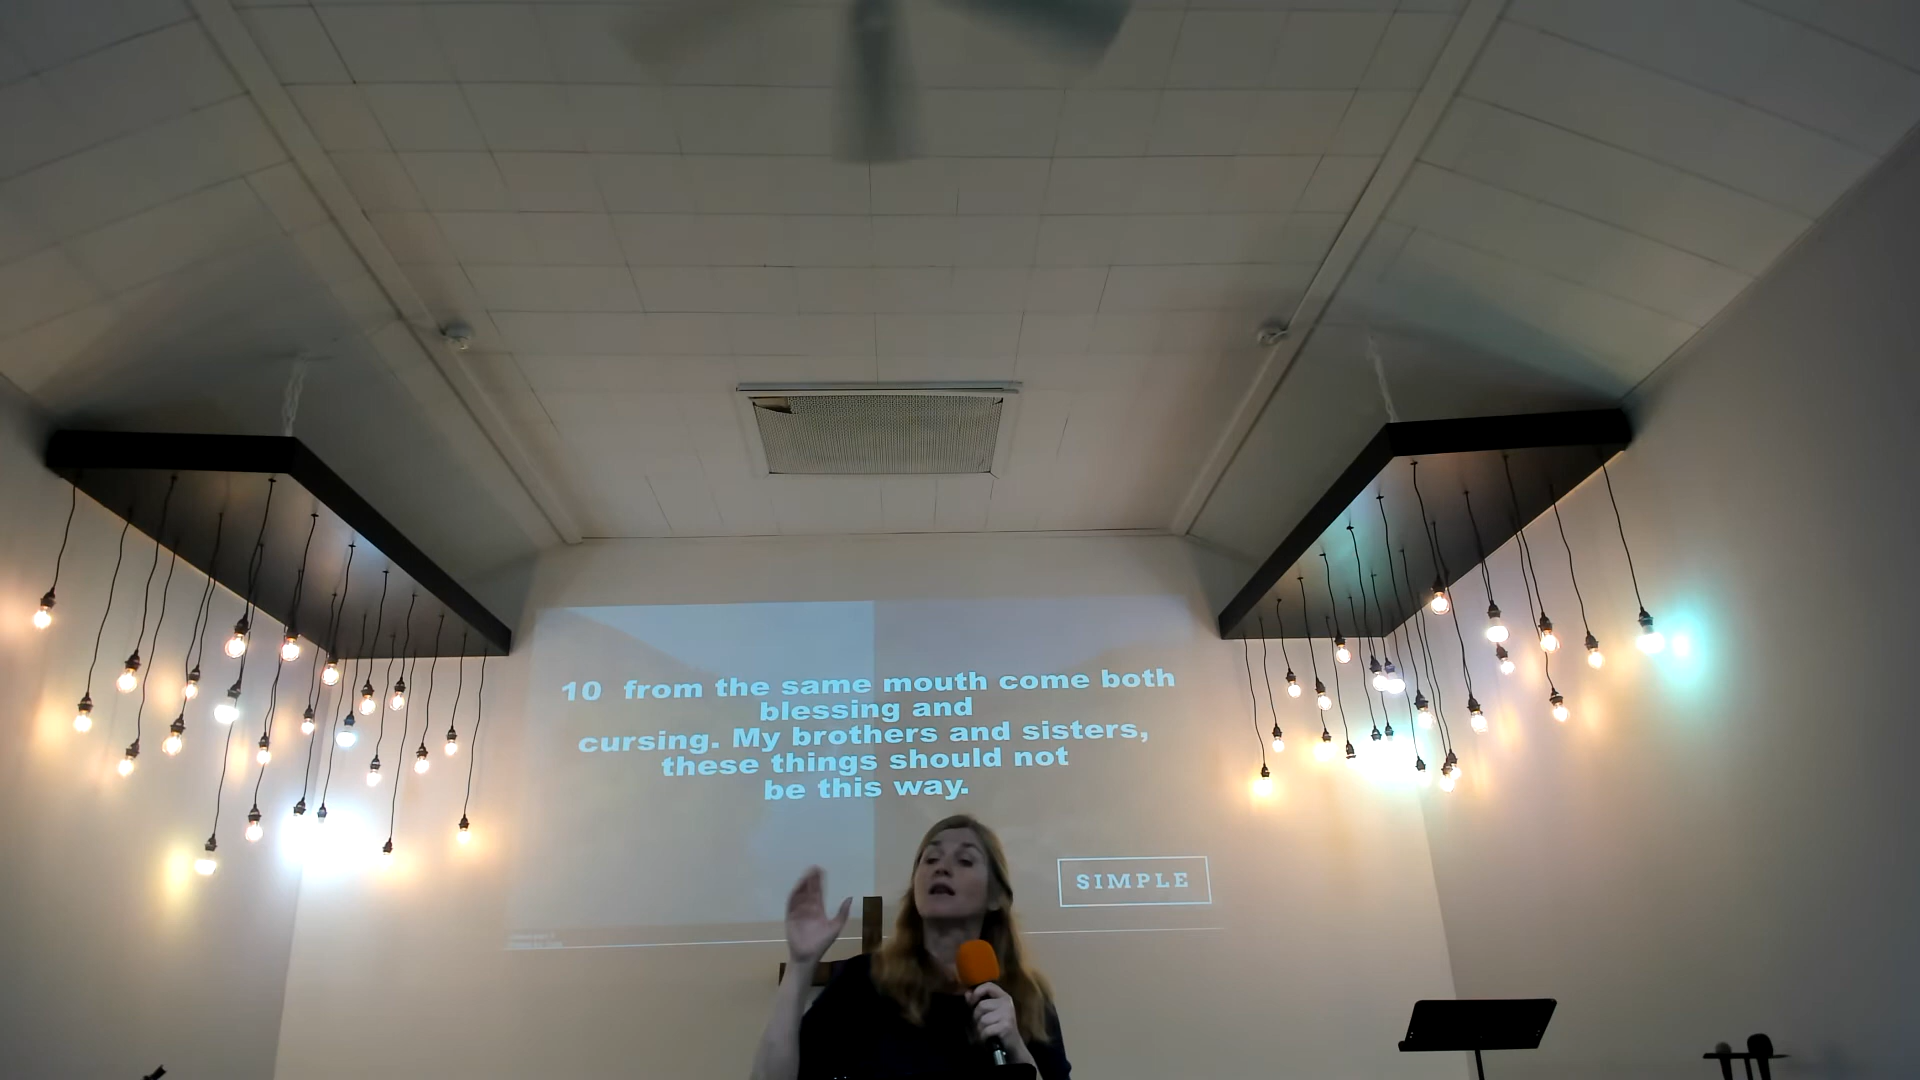 10 from the same mouth come both
blessing and
cursing. My brothers and sisters,
these things should not
be this way.
SIMPLE